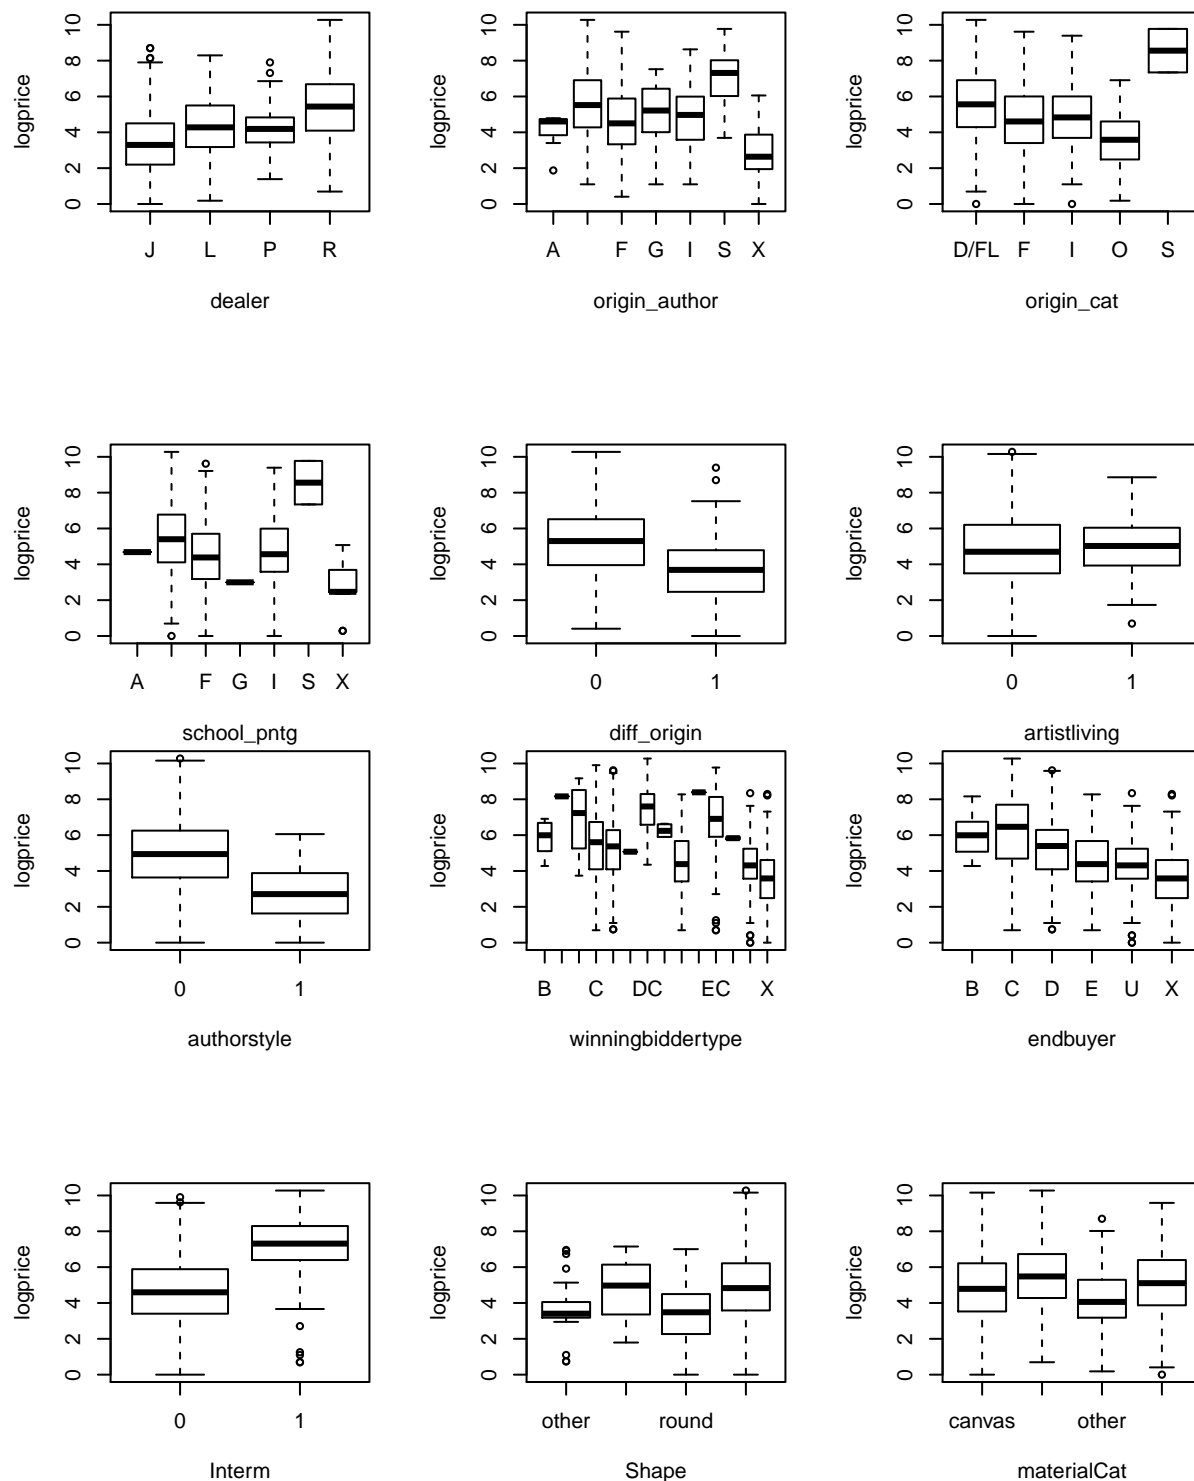 logprice
0 2 4 6 8 10
J L P R
dealer
logprice
0 2 4 6 8 10
A F G I S X
origin_author
logprice
0 2 4 6 8 10
D/FL F I O S
origin_cat
logprice
0 2 4 6 8 10
A F G I S X
school_pntg
logprice
0 2 4 6 8 10
0 1
diff_origin
logprice
0 2 4 6 8 10
0 1
artistliving
logprice
0 2 4 6 8 10
0 1
authorstyle
logprice
0 2 4 6 8 10
B C DC EC X
winningbiddertype
logprice
0 2 4 6 8 10
B C D E U X
endbuyer
logprice
0 2 4 6 8 10
0 1
Interm
logprice
0 2 4 6 8 10
other round
Shape
logprice
0 2 4 6 8 10
canvas other
materialCat